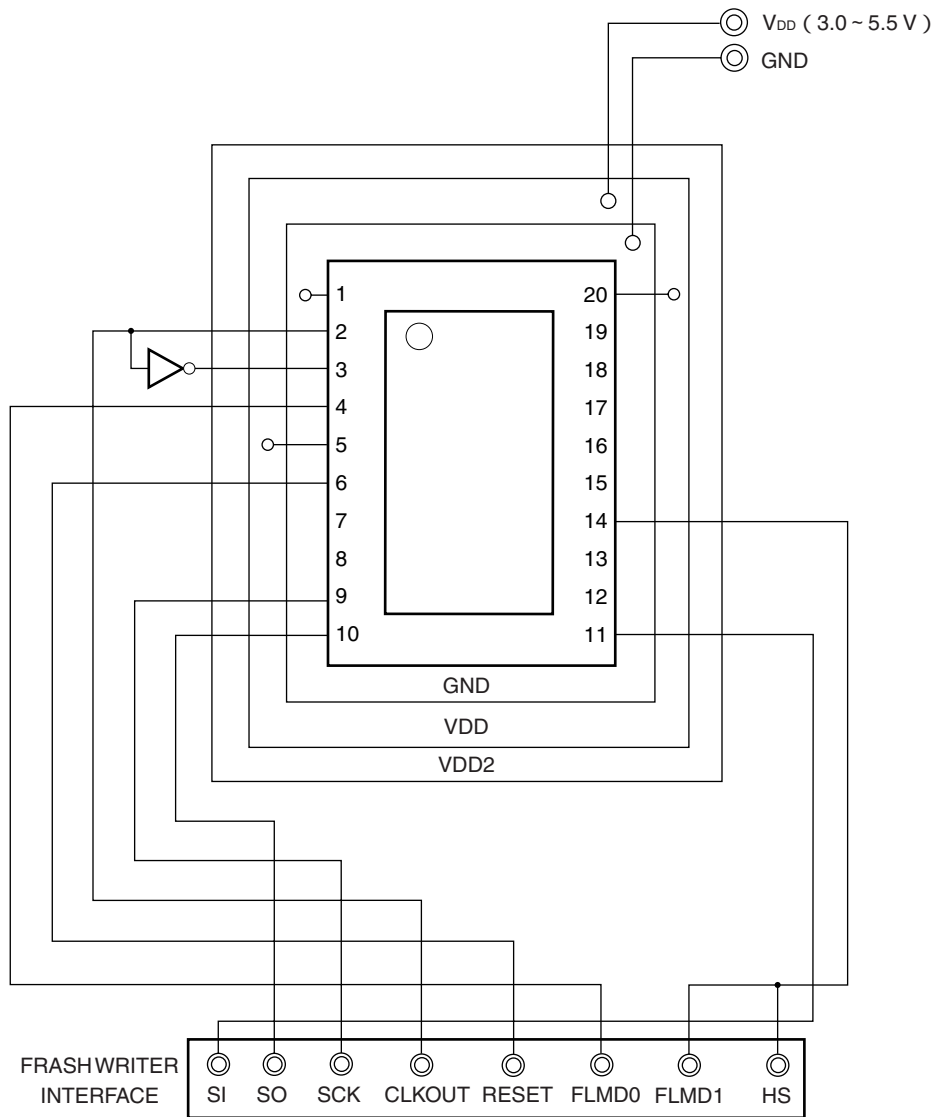 VDD ( 3.0 ~ 5.5 V )
GND
1
20
2
19
3
18
4
17
5
16
6
15
7
14
8
13
9
12
10
11
GND
VDD
VDD2
FRASH WRITER
INTERFACE
SI SO SCK CLKOUT RESET FLMD0 FLMD1 HS